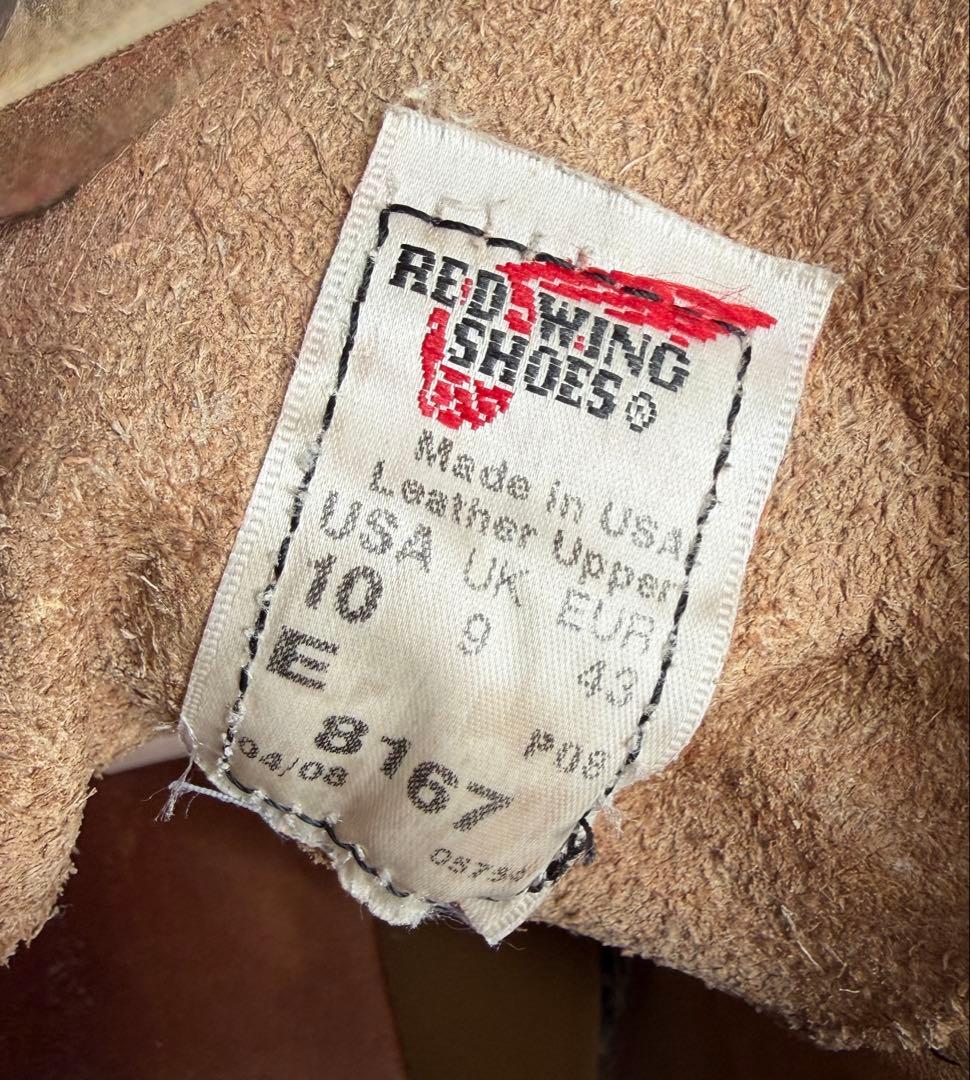 RED WING
SHOES®
Made in USA
Leather Upper
USA UK EUR
10 9 43
E
8167 P08
04/08